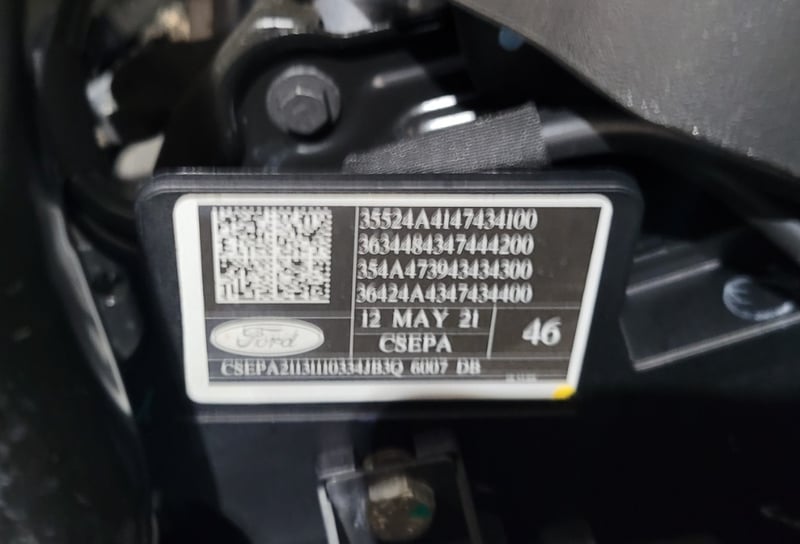 35524A4147434100
3634484347444200
354A473943434300
36424A4347434400
12 MAY 21
CSEPA
46
Ford
CSEPA21131110334JB3Q 6007 DB